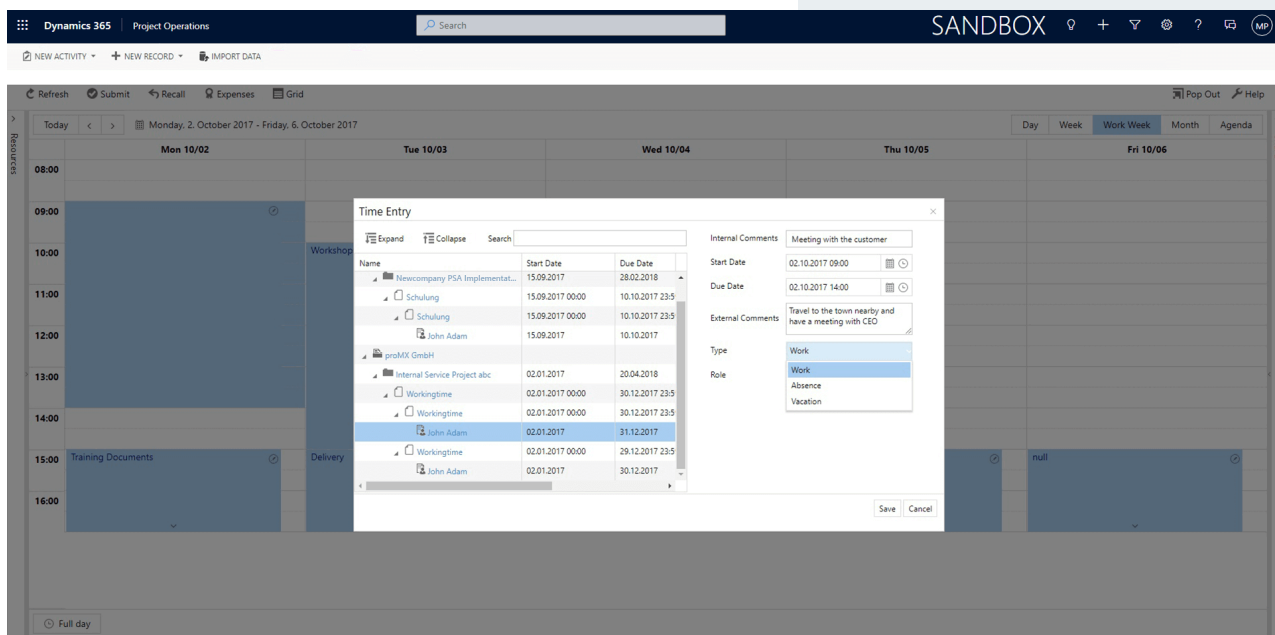 Dynamics 365 Project Operations Search SANDBOX ? MP
NEW ACTIVITY NEW RECORD IMPORT DATA
Refresh Submit Recall Expenses Grid Pop Out Help
Today Monday, 2. October 2017 - Friday, 6. October 2017 Day Week Work Week Month Agenda
Resources
Mon 10/02 Tue 10/03 Wed 10/04 Thu 10/05 Fri 10/06
08:00
09:00
10:00
11:00
12:00
13:00
14:00
15:00
16:00
Workshop
Training Documents
Delivery
null
Time Entry
Expand Collapse Search
Name Start Date Due Date
Newcompany PSA Implementat... 15.09.2017 28.02.2018
Schulung 15.09.2017 00:00 10.10.2017 23:5
Schulung 15.09.2017 00:00 10.10.2017 23:5
John Adam 15.09.2017 10.10.2017
proMX GmbH
Internal Service Project abc 02.01.2017 20.04.2018
Workingtime 02.01.2017 00:00 30.12.2017 23:5
Workingtime 02.01.2017 00:00 30.12.2017 23:5
John Adam 02.01.2017 31.12.2017
Workingtime 02.01.2017 00:00 29.12.2017 23:5
John Adam 02.01.2017 30.12.2017
Internal Comments Meeting with the customer
Start Date 02.10.2017 09:00
Due Date 02.10.2017 14:00
External Comments Travel to the town nearby and
have a meeting with CEO
Type Work
Role
Work
Absence
Vacation
Save Cancel
Full day